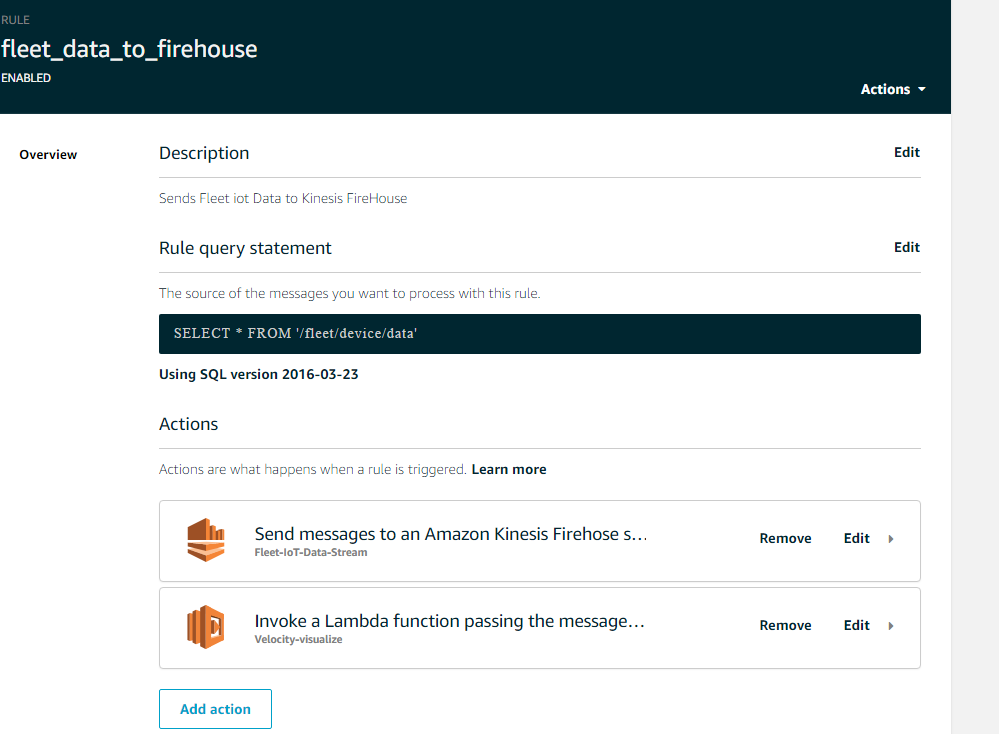 RULE
fleet_data_to_firehouse
ENABLED
Actions
Overview
Description
Edit
Sends Fleet iot Data to Kinesis FireHouse
Rule query statement
Edit
The source of the messages you want to process with this rule.
SELECT * FROM '/fleet/device/data'
Using SQL version 2016-03-23
Actions
Actions are what happens when a rule is triggered. Learn more
Send messages to an Amazon Kinesis Firehose s...
Fleet-IoT-Data-Stream
Remove
Edit
Invoke a Lambda function passing the message...
Velocity-visualize
Remove
Edit
Add action